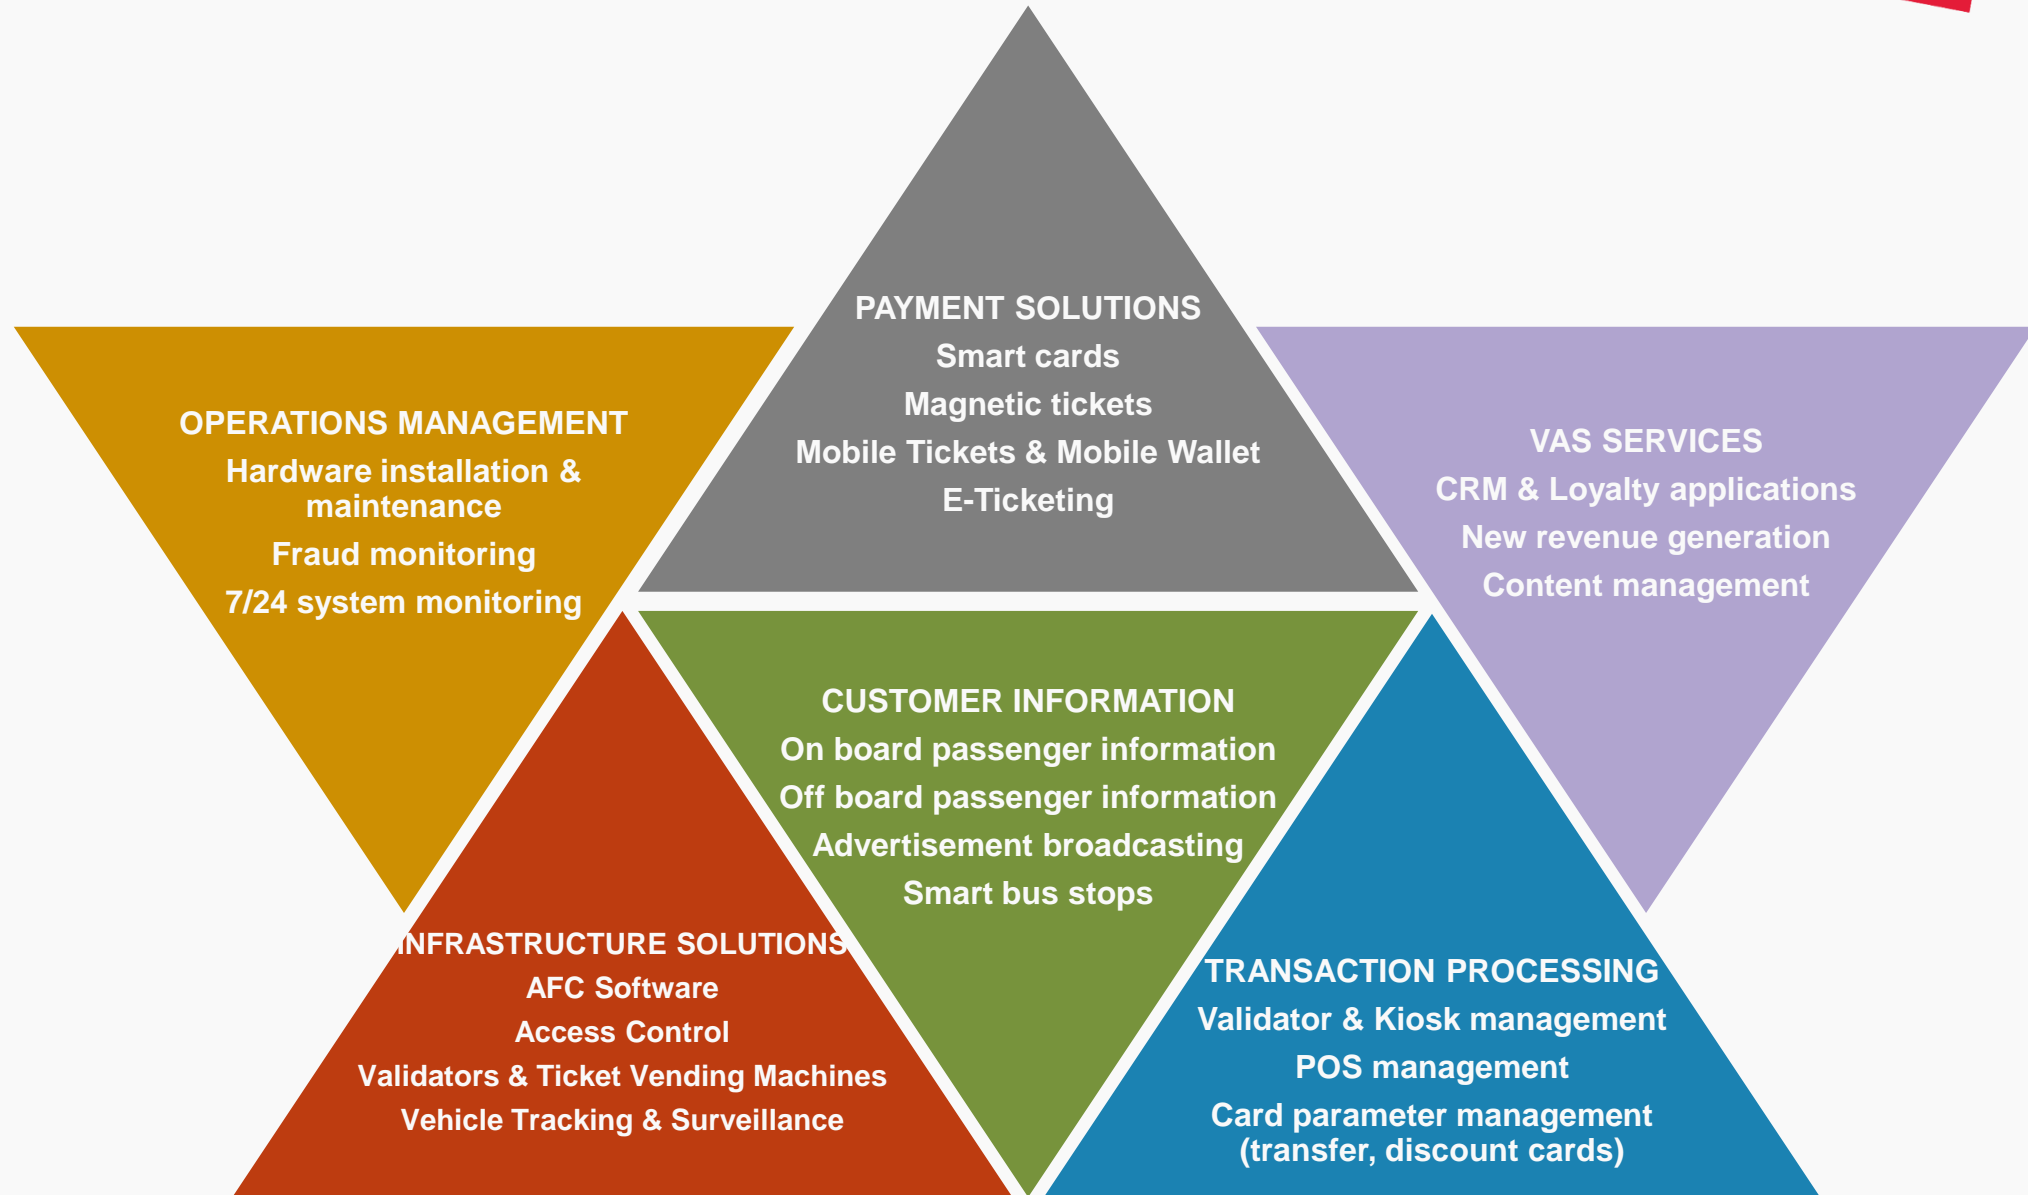 PAYMENT SOLUTIONS
Smart cards
Magnetic tickets
Mobile Tickets & Mobile Wallet
E-Ticketing
OPERATIONS MANAGEMENT
Hardware installation &
maintenance
Fraud monitoring
7/24 system monitoring
VAS SERVICES
CRM & Loyalty applications
New revenue generation
Content management
CUSTOMER INFORMATION
On board passenger information
Off board passenger information
Advertisement broadcasting
Smart bus stops
INFRASTRUCTURE SOLUTIONS
AFC Software
Access Control
Validators & Ticket Vending Machines
Vehicle Tracking & Surveillance
TRANSACTION PROCESSING
Validator & Kiosk management
POS management
Card parameter management
(transfer, discount cards)